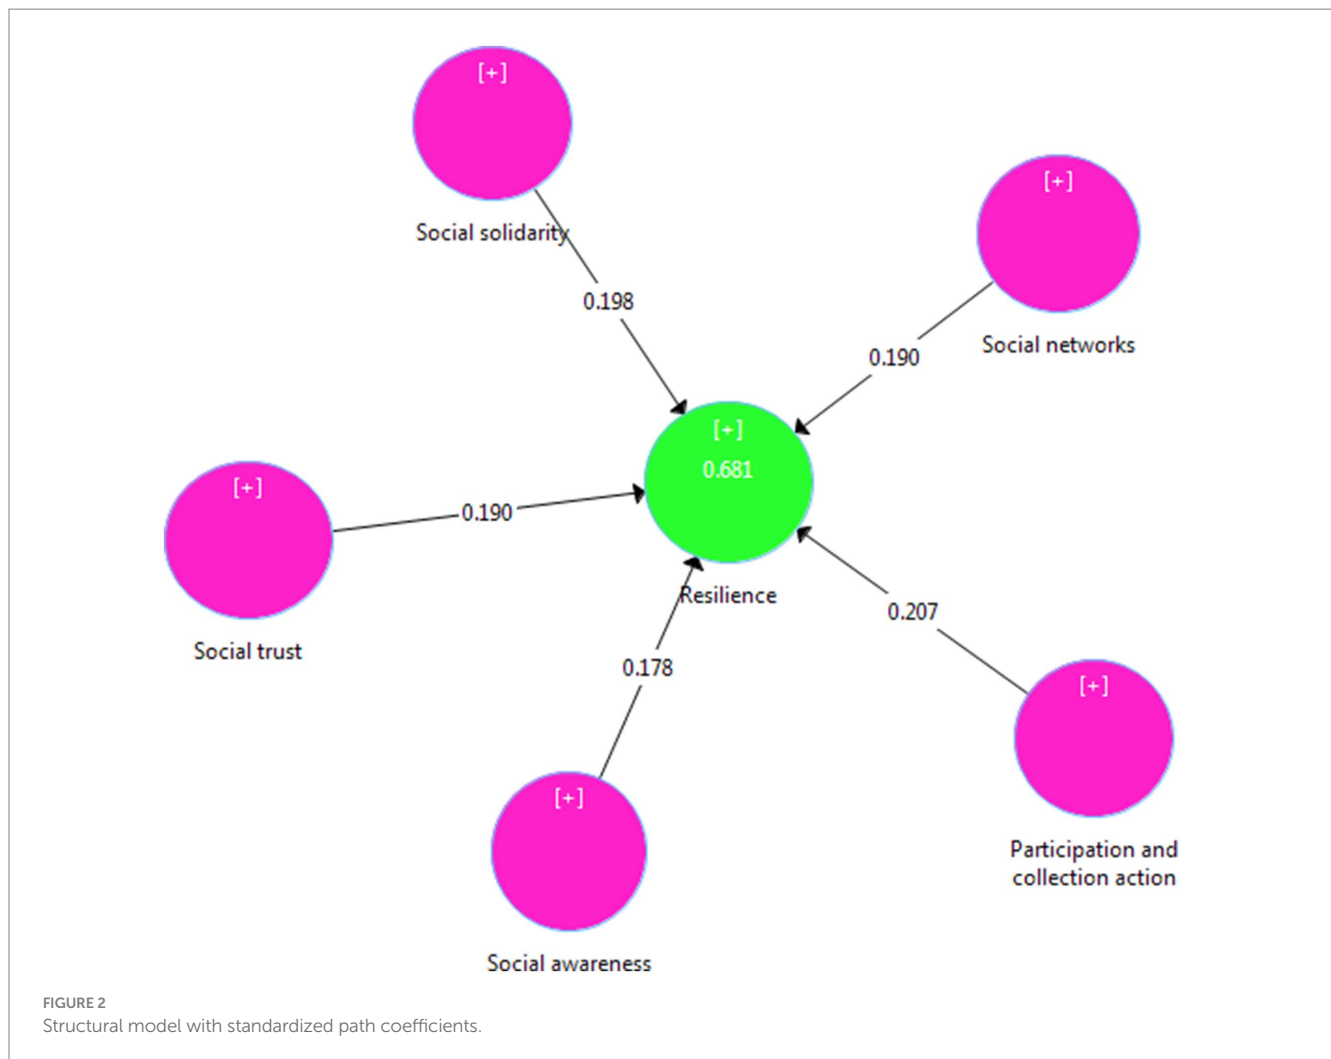 [+]
Social solidarity
[+]
Social networks
0.198
0.190
[+]
0.681
Resilience
[+]
Social trust
0.190
0.178
0.207
[+]
Participation and
collection action
[+]
Social awareness
FIGURE 2
Structural model with standardized path coefficients.